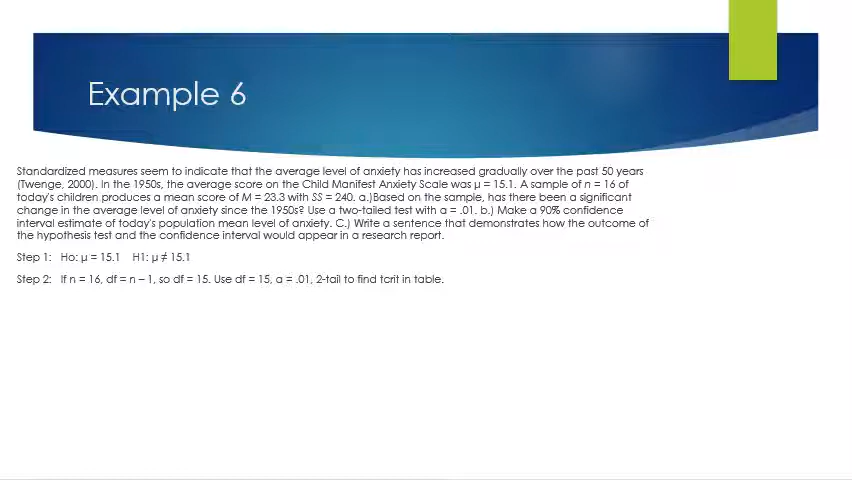 Example 6
Standardized measures seem to indicate that the average level of anxiety has increased gradually over the past 50 years
(Twenge, 2000). In the 1950s, the average score on the Child Manifest Anxiety Scale was µ = 15.1. A sample of n = 16 of
today's children produces a mean score of M = 23.3 with SS = 240. a.)Based on the sample, has there been a significant
change in the average level of anxiety since the 1950s? Use a two-tailed test with a = .01. b.) Make a 90% confidence
interval estimate of today's population mean level of anxiety. C.) Write a sentence that demonstrates how the outcome of
the hypothesis test and the confidence interval would appear in a research report.
Step 1: Ho: µ = 15.1 H1: µ ≠ 15.1
Step 2: If n = 16, df = n – 1, so df = 15. Use df = 15, a = .01, 2-tail to find tcrit in table.